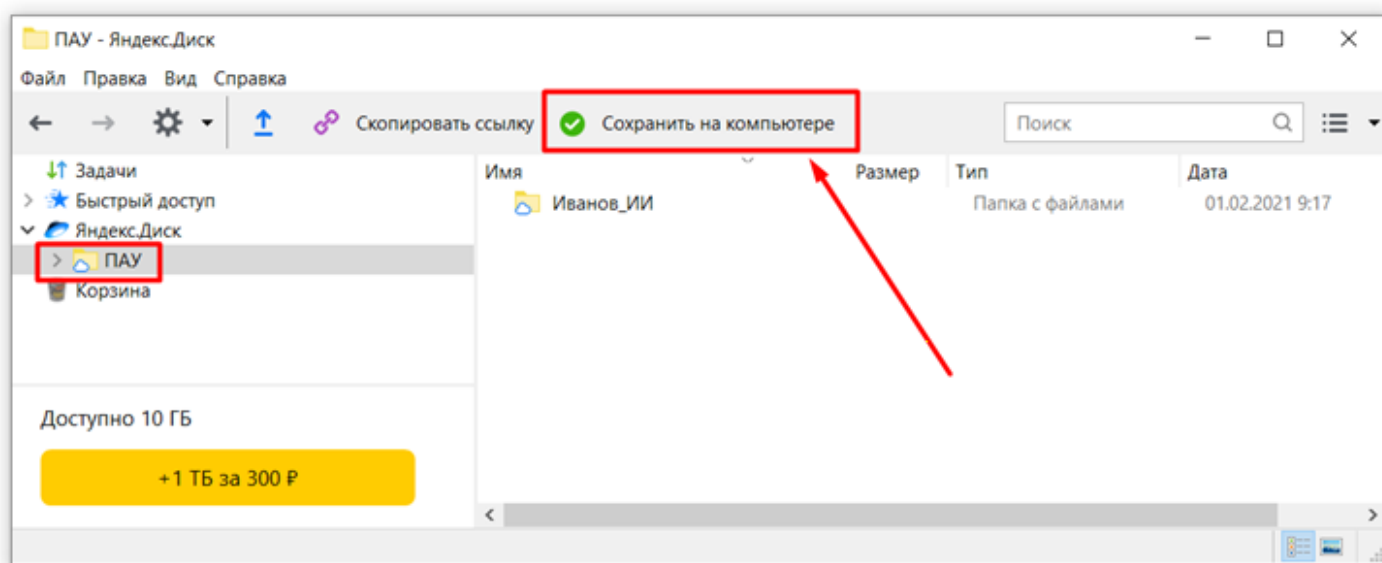 ПАУ - Яндекс.Диск
Файл Правка Вид Справка
Скопировать ссылку Сохранить на компьютере Поиск
Задачи
Быстрый доступ
Яндекс.Диск
ПАУ
Корзина
Имя Размер Тип Дата
Иванов_ИИ Папка с файлами 01.02.2021 9:17
Доступно 10 ГБ
+1 ТБ за 300 ₽